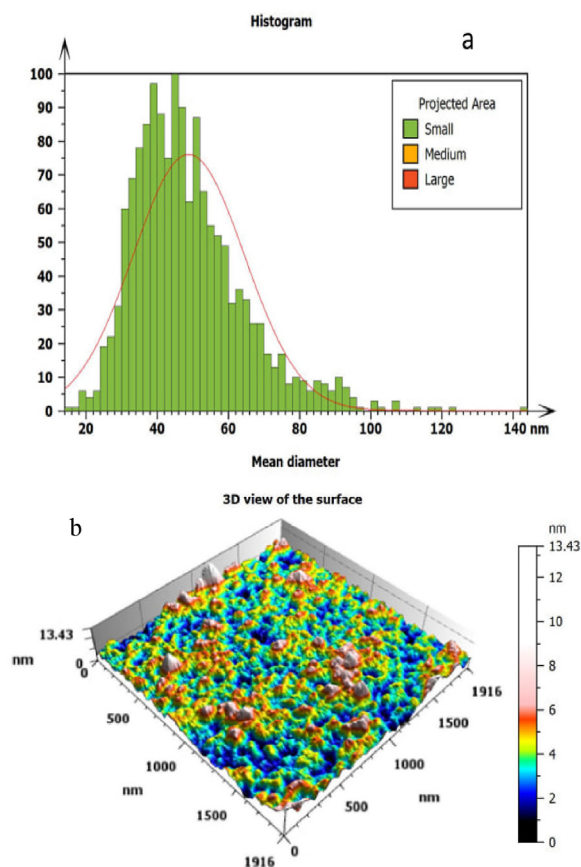 Histogram
a
100
90
80
70
60
50
40
30
20
10
0
Projected Area
Small
Medium
Large
20 40 60 80 100 120 140 nm
Mean diameter
3D view of the surface
b
nm
13.43
12
10
8
6
4
2
0
13.43
nm
0
0
500
1000
nm
1500
1916
0
500
nm
1000
1500
1916